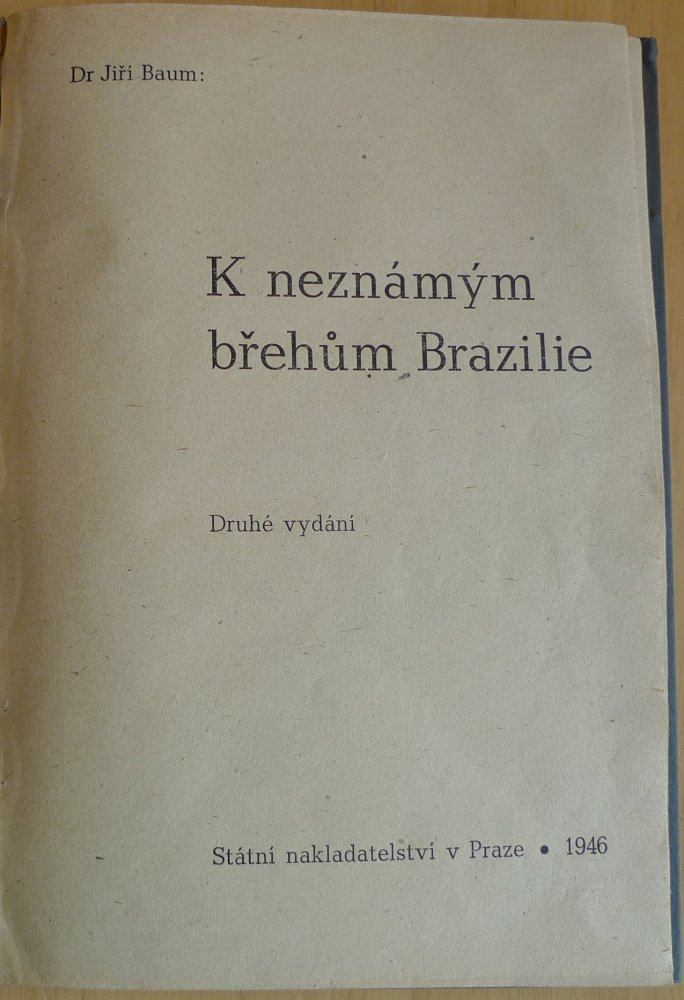 Dr Jiří Baum:
K neznámým
břehům Brazilie
Druhé vydání
Státní nakladatelství v Praze • 1946